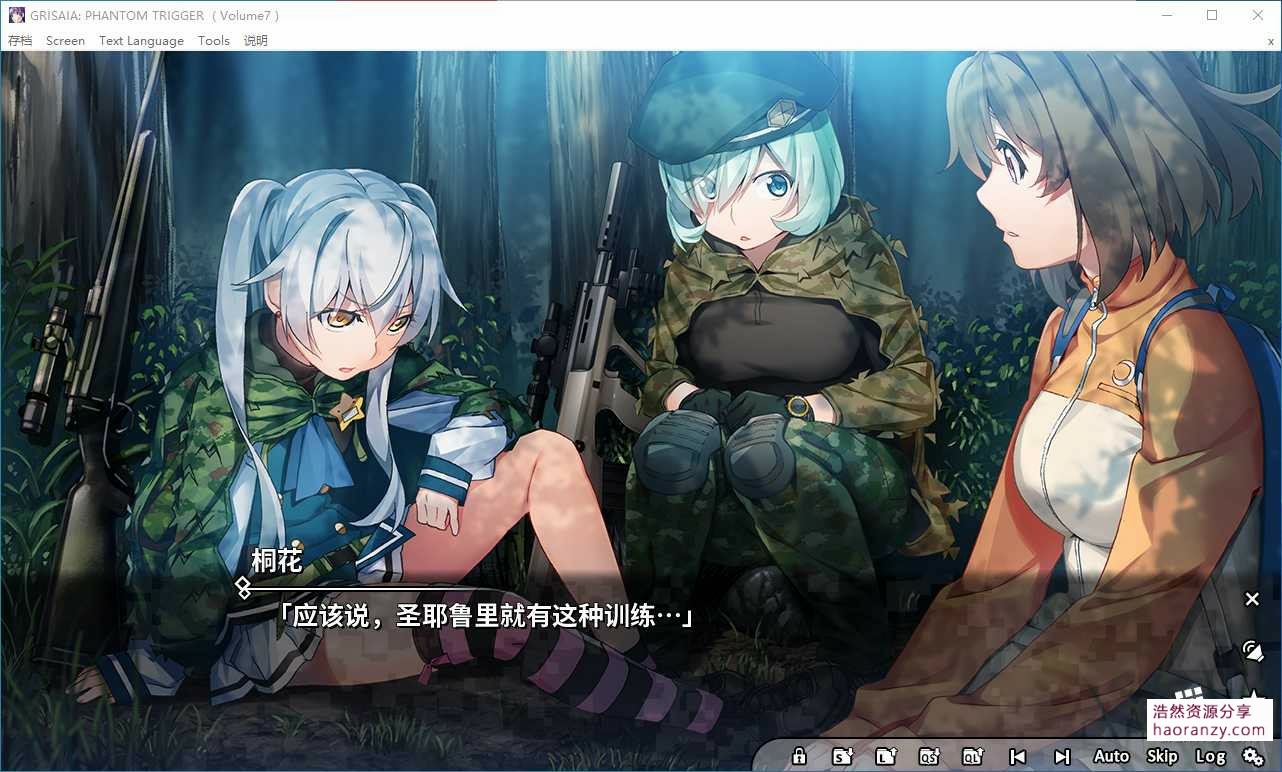 GRISAIA: PHANTOM TRIGGER ( Volume7 )
存档 Screen Text Language Tools 说明 x
桐花
「应该说，圣耶鲁里就有这种训练…」
浩然资源分享
haoranzy.com
S L QS QL Auto Skip Log